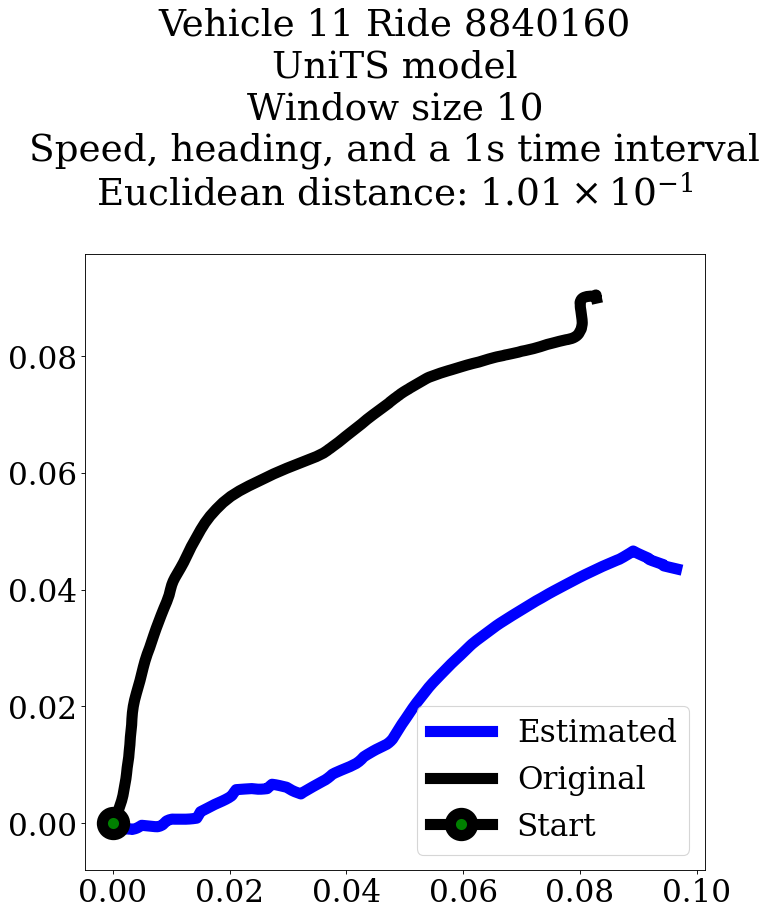 Vehicle 11 Ride 8840160
UniTS model
Window size 10
Speed, heading, and a 1s time interval
Euclidean distance: 1.01 × 10⁻¹
0.08
0.06
0.04
0.02
0.00
Estimated
Original
Start
0.00 0.02 0.04 0.06 0.08 0.10